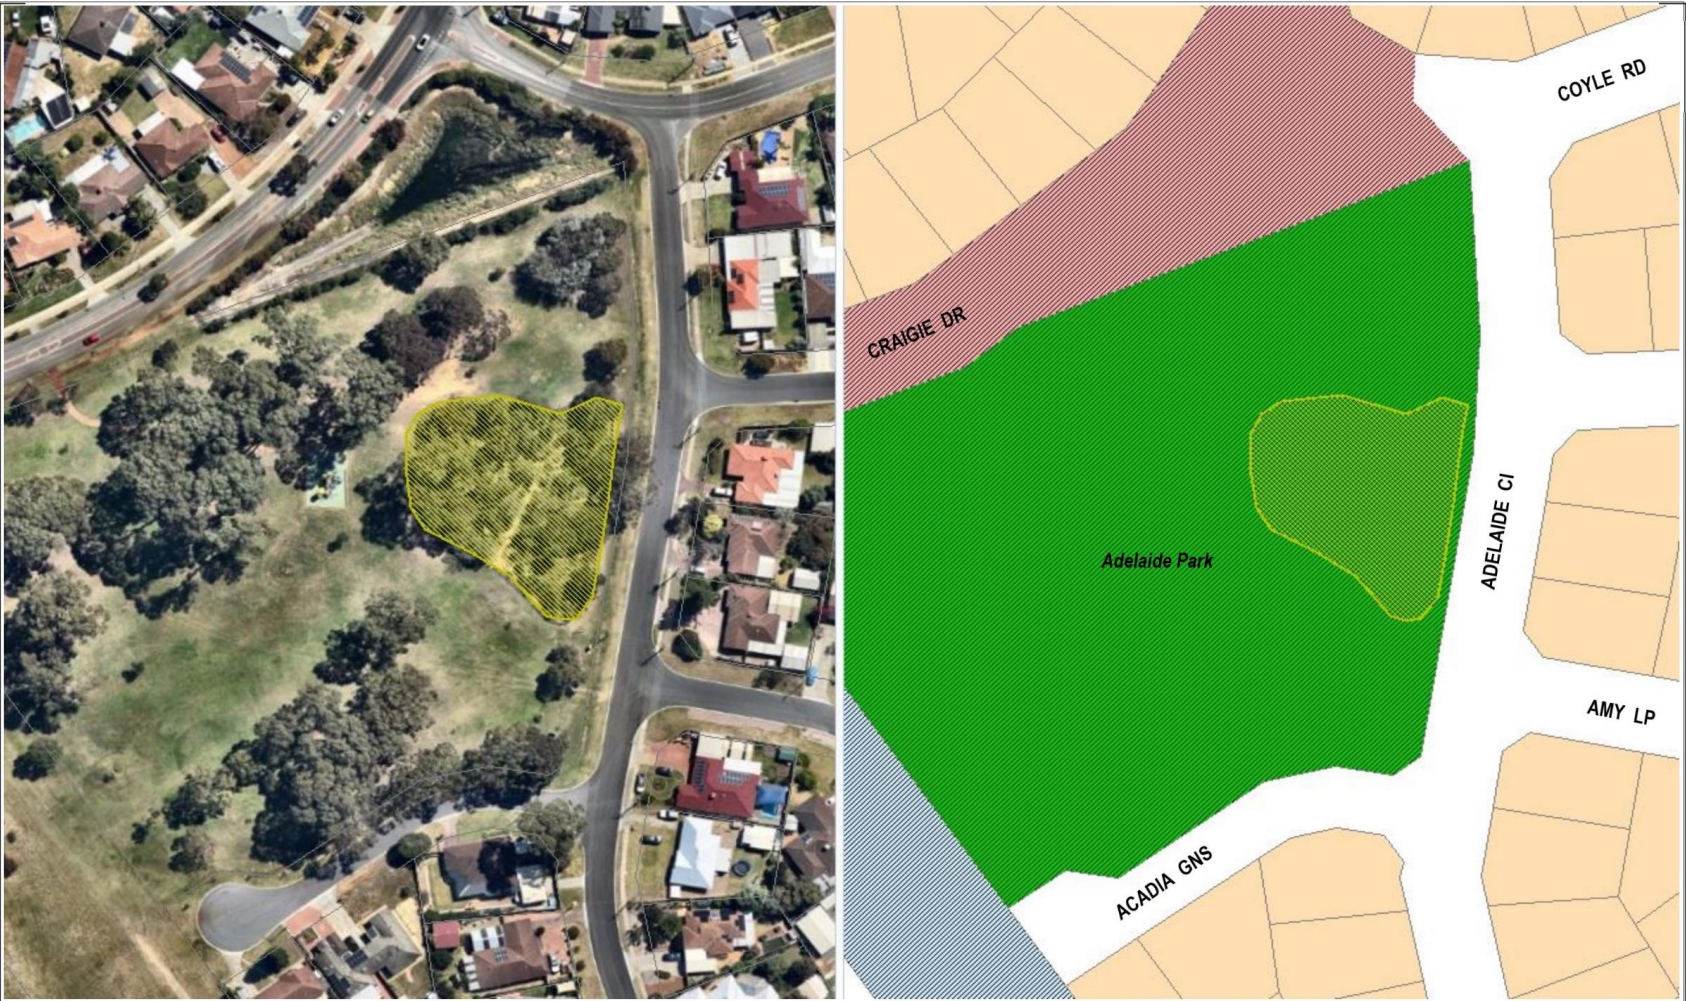 COYLE RD
CRAIGIE DR
ADELAIDE CI
Adelaide Park
AMY LP
ACADIA GNS